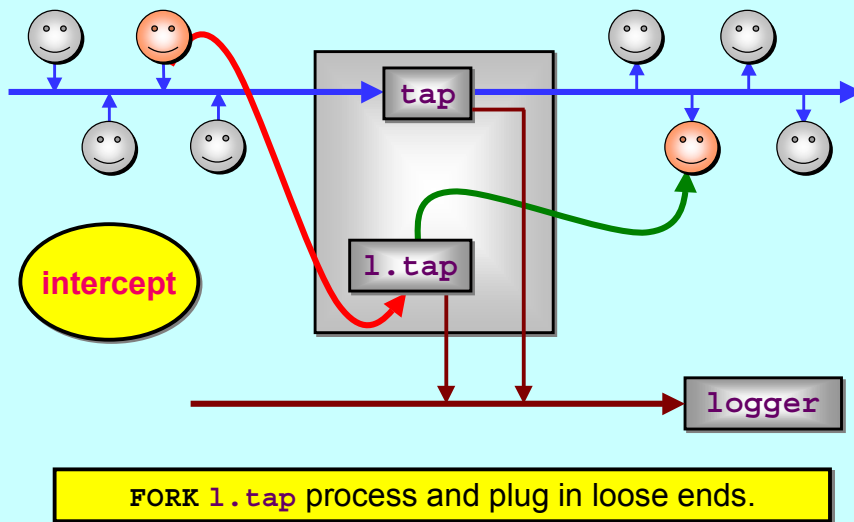 tap
intercept
l.tap
logger
FORK l.tap process and plug in loose ends.